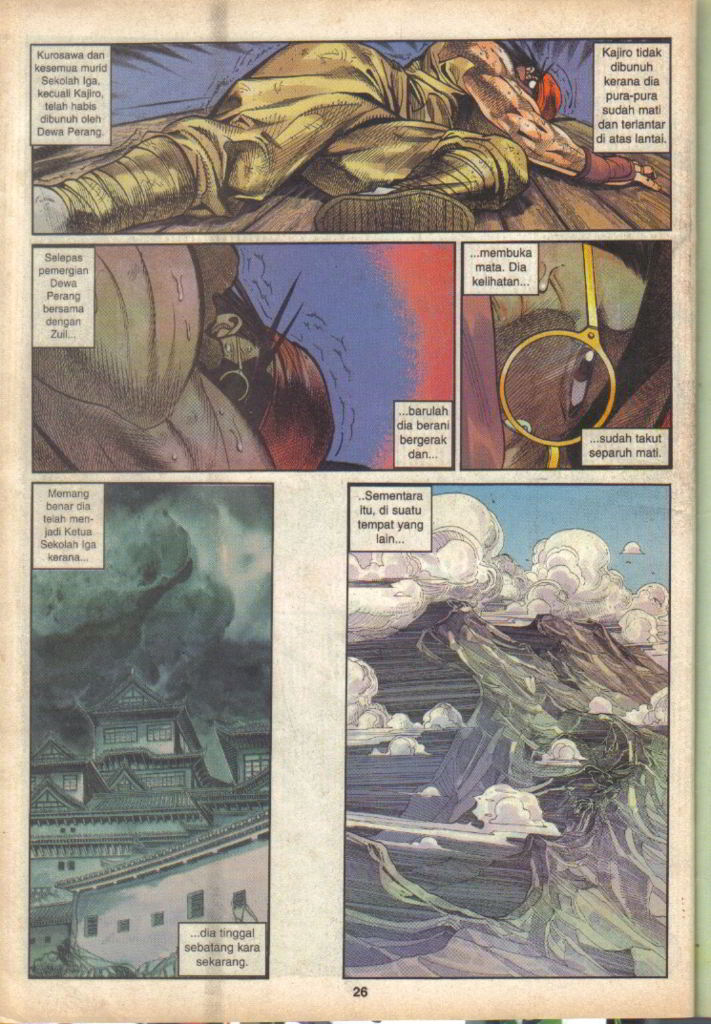 Kurosawa dan
kesemua murid
Sekolah Iga,
kecuali Kajiro,
telah habis
dibunuh oleh
Dewa Perang.
Kajiro tidak
dibunuh
kerana dia
pura-pura
sudah mati
dan terlantar
di atas lantai.
Selepas
pemergian
Dewa
Perang
bersama
dengan
Zuil...
...barulah
dia berani
bergerak
dan...
...membuka
mata. Dia
kelihatan...
...sudah takut
separuh mati.
Memang
benar dia
telah men-
jadi Ketua
Sekolah Iga
kerana...
...dia tinggal
sebatang kara
sekarang.
..Sementara
itu, di suatu
tempat yang
lain...
26